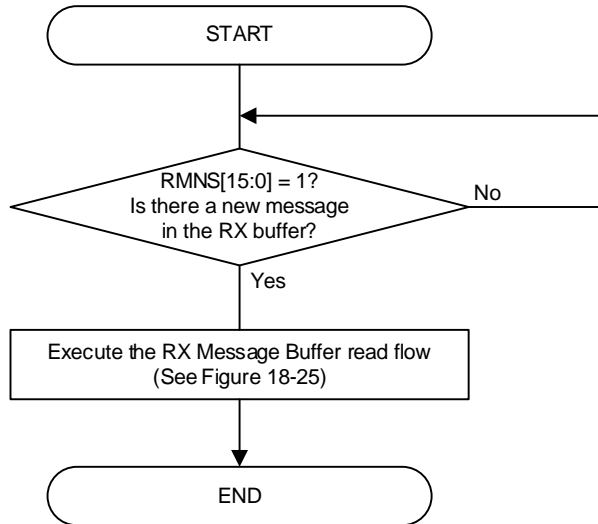 START
RMNS[15:0] = 1?
Is there a new message
in the RX buffer?
No
Yes
Execute the RX Message Buffer read flow
(See Figure 18-25)
END